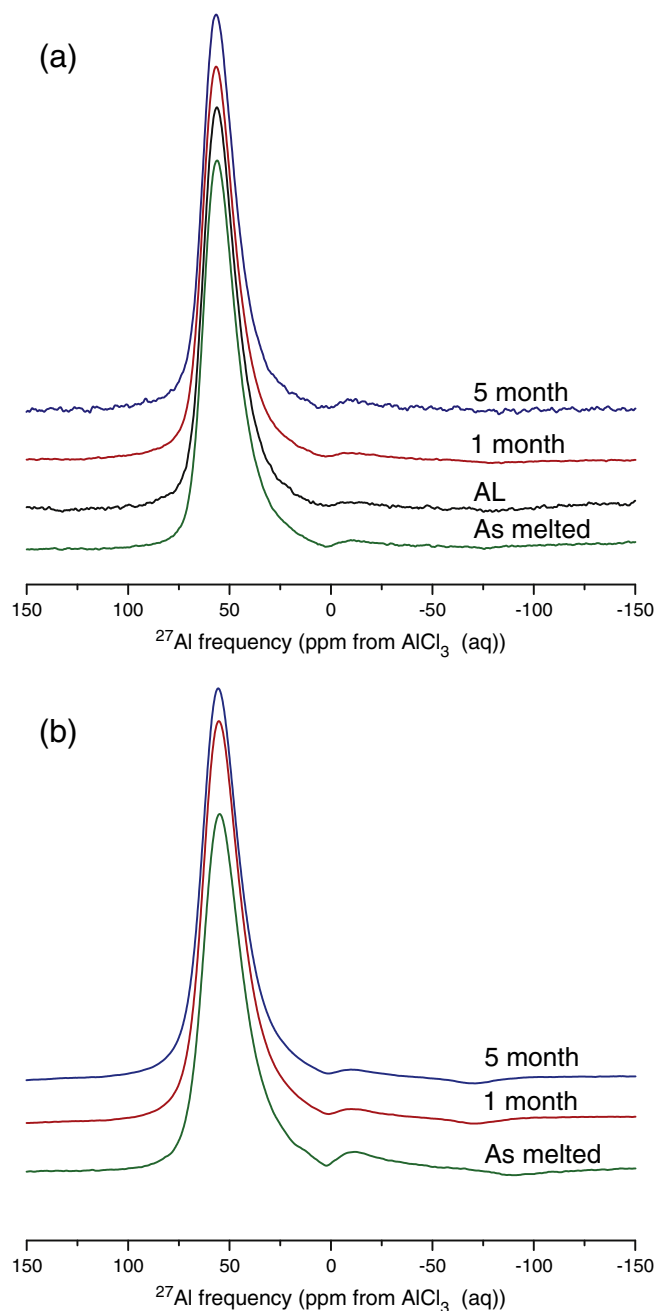 (a)
5 month
1 month
AL
As melted
150 100 50 0 -50 -100 -150
²⁷Al frequency (ppm from AlCl₃ (aq))
(b)
5 month
1 month
As melted
150 100 50 0 -50 -100 -150
²⁷Al frequency (ppm from AlCl₃ (aq))